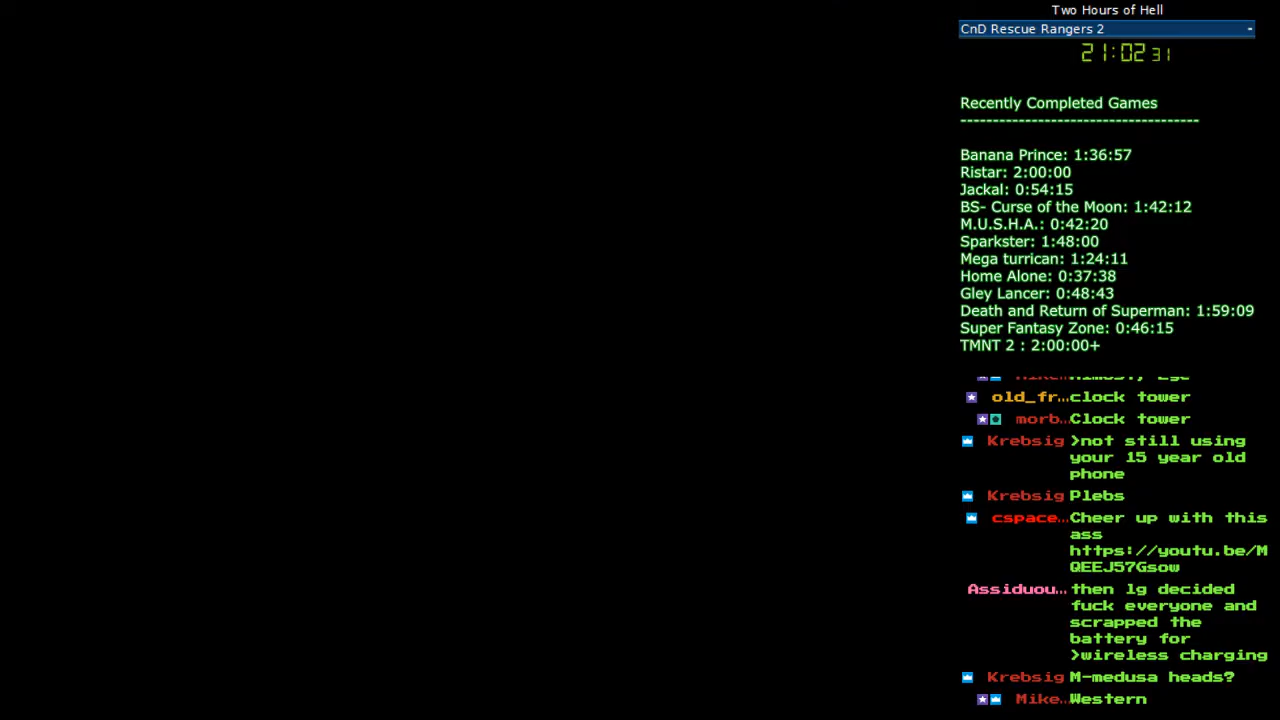 Two Hours of Hell
CnD Rescue Rangers 2
21:02 31
Recently Completed Games
-------------------------------------
Banana Prince: 1:36:57
Ristar: 2:00:00
Jackal: 0:54:15
BS- Curse of the Moon: 1:42:12
M.U.S.H.A.: 0:42:20
Sparkster: 1:48:00
Mega turrican: 1:24:11
Home Alone: 0:37:38
Gley Lancer: 0:48:43
Death and Return of Superman: 1:59:09
Super Fantasy Zone: 0:46:15
TMNT 2 : 2:00:00+
old_fr… clock tower
morb… Clock tower
Krebsig >not still using
your 15 year old
phone
Krebsig Plebs
cspace… Cheer up with this
ass
https://youtu.be/M
QEEJ57Gsow
Assiduou… then lg decided
fuck everyone and
scrapped the
battery for
>wireless charging
Krebsig M-medusa heads?
Mike… Western